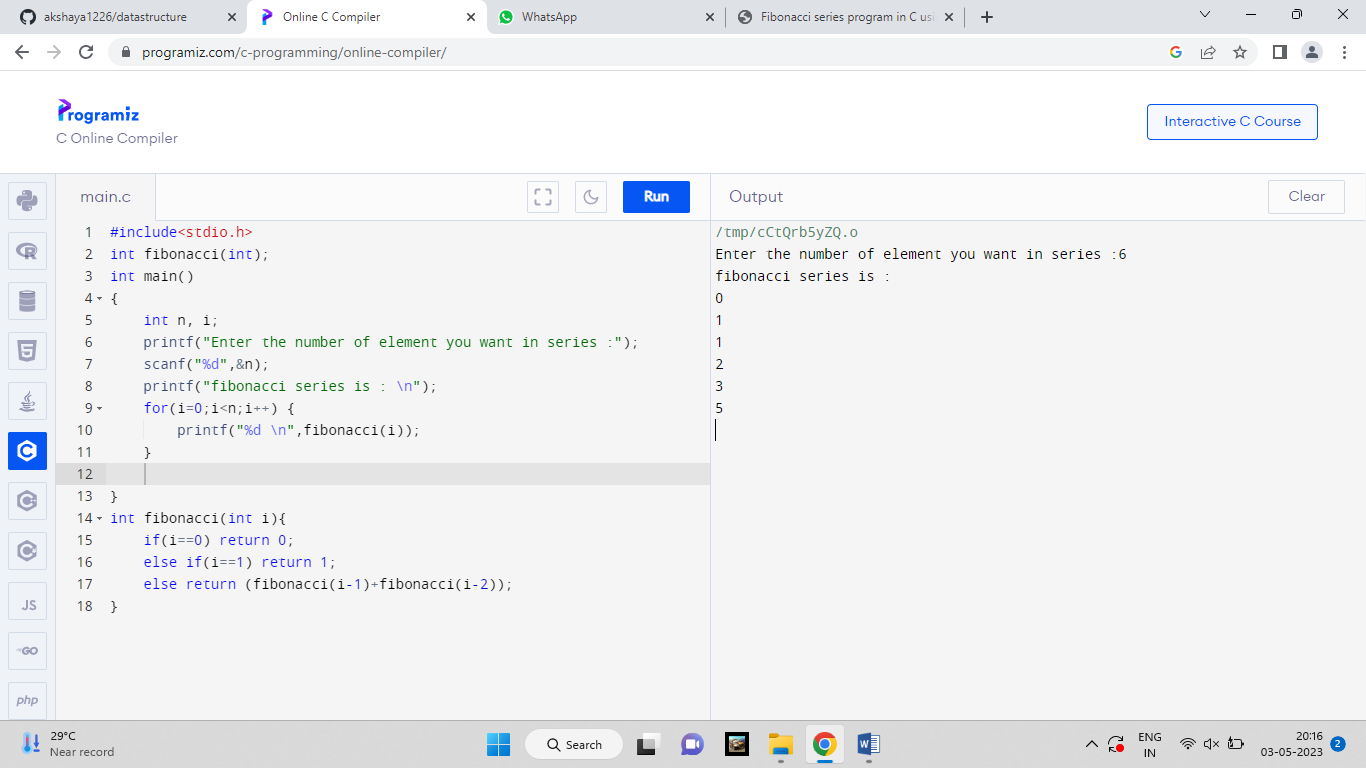 akshaya1226/datastructure
Online C Compiler
WhatsApp
Fibonacci series program in C usi
programiz.com/c-programming/online-compiler/
Programiz
C Online Compiler
Interactive C Course
main.c
Run
Output
Clear
1 #include<stdio.h>
2 int fibonacci(int);
3 int main()
4 {
5 int n, i;
6 printf("Enter the number of element you want in series :");
7 scanf("%d",&n);
8 printf("fibonacci series is : \n");
9 for(i=0;i<n;i++) {
10 printf("%d \n",fibonacci(i));
11 }
12
13 }
14 int fibonacci(int i){
15 if(i==0) return 0;
16 else if(i==1) return 1;
17 else return (fibonacci(i-1)+fibonacci(i-2));
18 }
/tmp/cCtQrb5yZQ.o
Enter the number of element you want in series :6
fibonacci series is :
0
1
1
2
3
5
R
5
C
C
C
JS
GO
php
29°C
Near record
Search
W
ENG
IN
20:16
03-05-2023
2